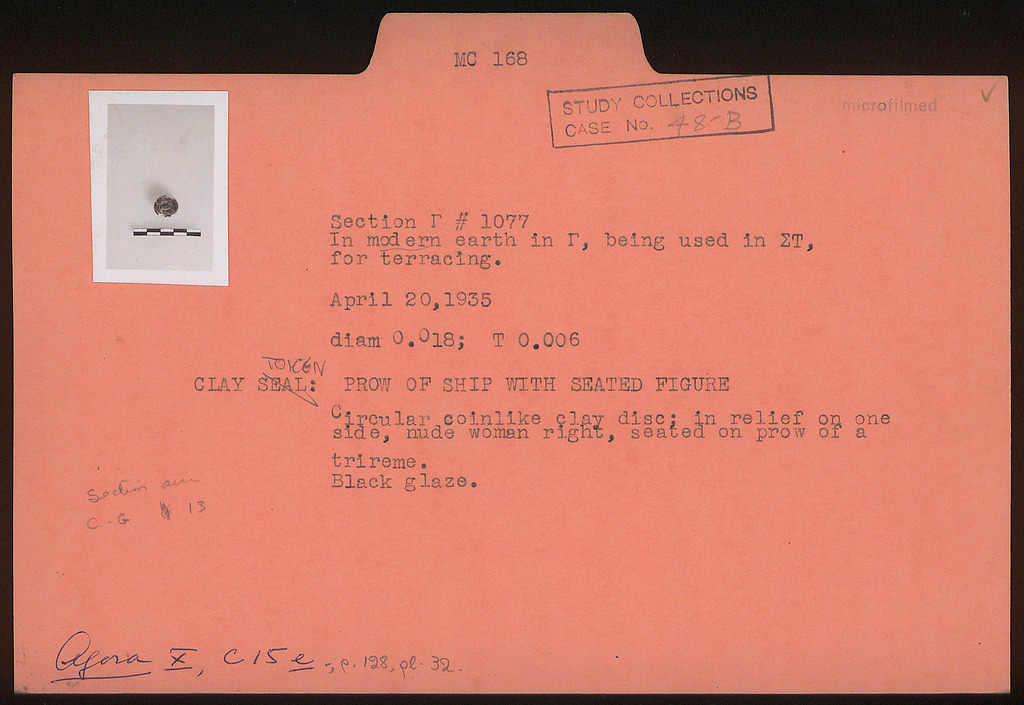 MC 168
STUDY COLLECTIONS
CASE No. 48-B
microfilmed
Section Γ # 1077
In modern earth in Γ, being used in ΣΤ,
for terracing.
April 20,1935
diam 0.018; T 0.006
TOKEN
CLAY SEAL: PROW OF SHIP WITH SEATED FIGURE
Circular coinlike clay disc; in relief on one
side, nude woman right, seated on prow of a
trireme.
Black glaze.
Section
C.G 13
Agora X, C15e, p. 128, pl. 32.